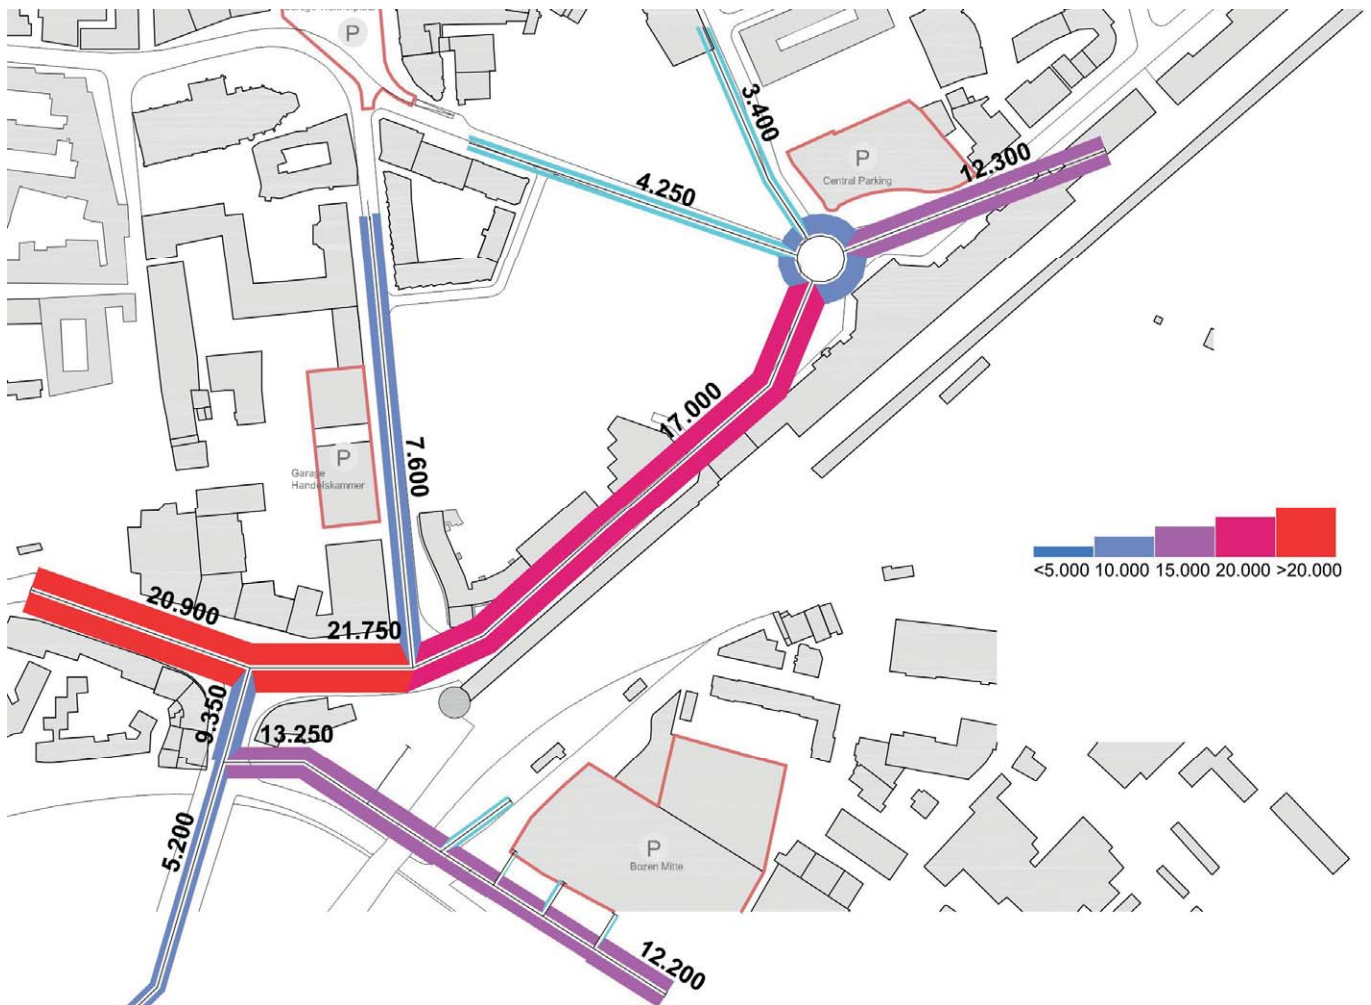 P
3.400
P
Central Parking
12.300
4.250
17.000
7.600
P
Garage
Handelskammer
<5.000 10.000 15.000 20.000 >20.000
20.900
21.750
9.350
13.250
5.200
P
Bozen Mitte
12.200